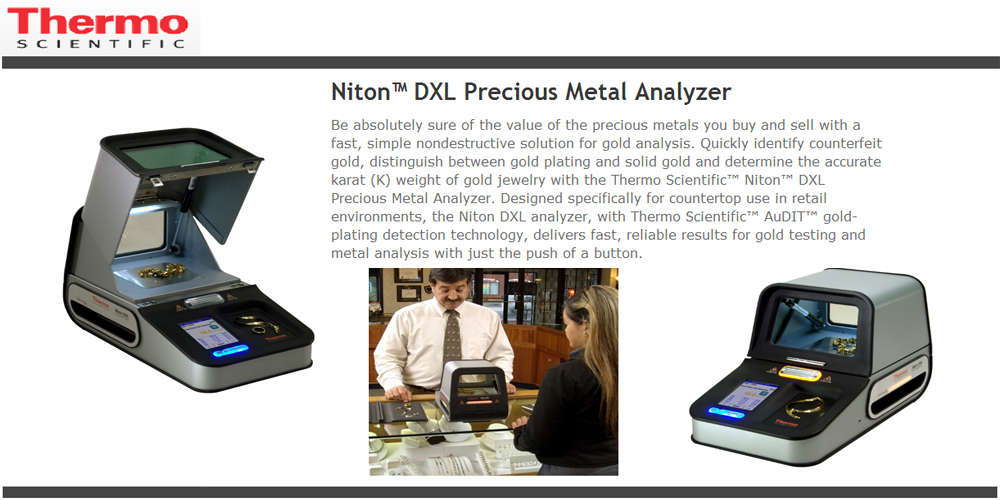 Thermo
SCIENTIFIC
Niton™ DXL Precious Metal Analyzer
Be absolutely sure of the value of the precious metals you buy and sell with a
fast, simple nondestructive solution for gold analysis. Quickly identify counterfeit
gold, distinguish between gold plating and solid gold and determine the accurate
karat (K) weight of gold jewelry with the Thermo Scientific™ Niton™ DXL
Precious Metal Analyzer. Designed specifically for countertop use in retail
environments, the Niton DXL analyzer, with Thermo Scientific™ AuDIT™ gold-
plating detection technology, delivers fast, reliable results for gold testing and
metal analysis with just the push of a button.
Thermo
Thermo